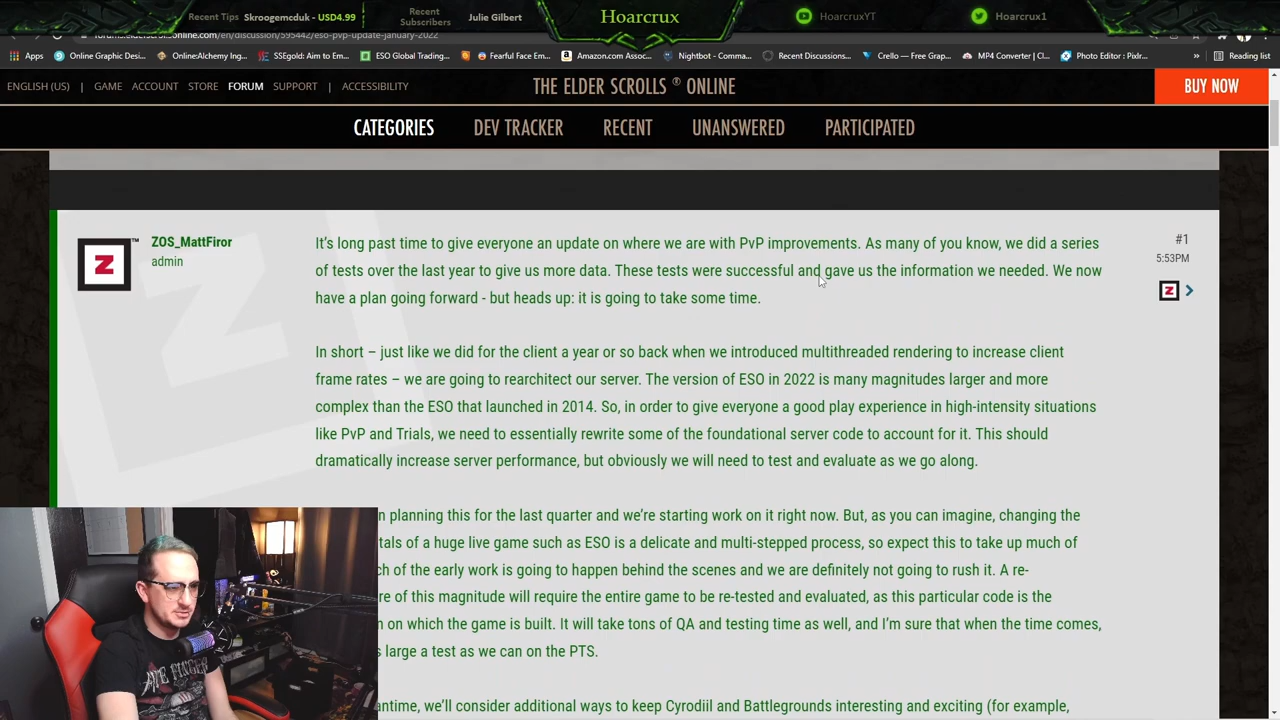 Recent Tips Skroogemcduk - USD4.99
Recent Subscribers
Julie Gilbert
Hoarcrux
HoarcruxYT
Hoarcrux1
/en/discussion/595442/eso-pvp-update-january-2022
Apps
Online Graphic Desi...
OnlineAlchemy Ing...
SSEgold: Aim to Em...
ESO Global Trading...
Fearful Face Em...
Amazon.com Assoc...
Nightbot - Comma...
Recent Discussions...
Crello — Free Grap...
MP4 Converter | Cl...
Photo Editor : Pixlr...
»
Reading list
ENGLISH (US) | GAME ACCOUNT STORE FORUM SUPPORT | ACCESSIBILITY
THE ELDER SCROLLS ® ONLINE
BUY NOW
CATEGORIES DEV TRACKER RECENT UNANSWERED PARTICIPATED
Z™
ZOS_MattFiror
admin
#1
5:53PM
Z
It's long past time to give everyone an update on where we are with PvP improvements. As many of you know, we did a series
of tests over the last year to give us more data. These tests were successful and gave us the information we needed. We now
have a plan going forward - but heads up: it is going to take some time.
In short – just like we did for the client a year or so back when we introduced multithreaded rendering to increase client
frame rates – we are going to rearchitect our server. The version of ESO in 2022 is many magnitudes larger and more
complex than the ESO that launched in 2014. So, in order to give everyone a good play experience in high-intensity situations
like PvP and Trials, we need to essentially rewrite some of the foundational server code to account for it. This should
dramatically increase server performance, but obviously we will need to test and evaluate as we go along.
planning this for the last quarter and we're starting work on it right now. But, as you can imagine, changing the
of a huge live game such as ESO is a delicate and multi-stepped process, so expect this to take up much of
of the early work is going to happen behind the scenes and we are definitely not going to rush it. A re-
of this magnitude will require the entire game to be re-tested and evaluated, as this particular code is the
on which the game is built. It will take tons of QA and testing time as well, and I'm sure that when the time comes,
large a test as we can on the PTS.
we'll consider additional ways to keep Cyrodiil and Battlegrounds interesting and exciting (for example,